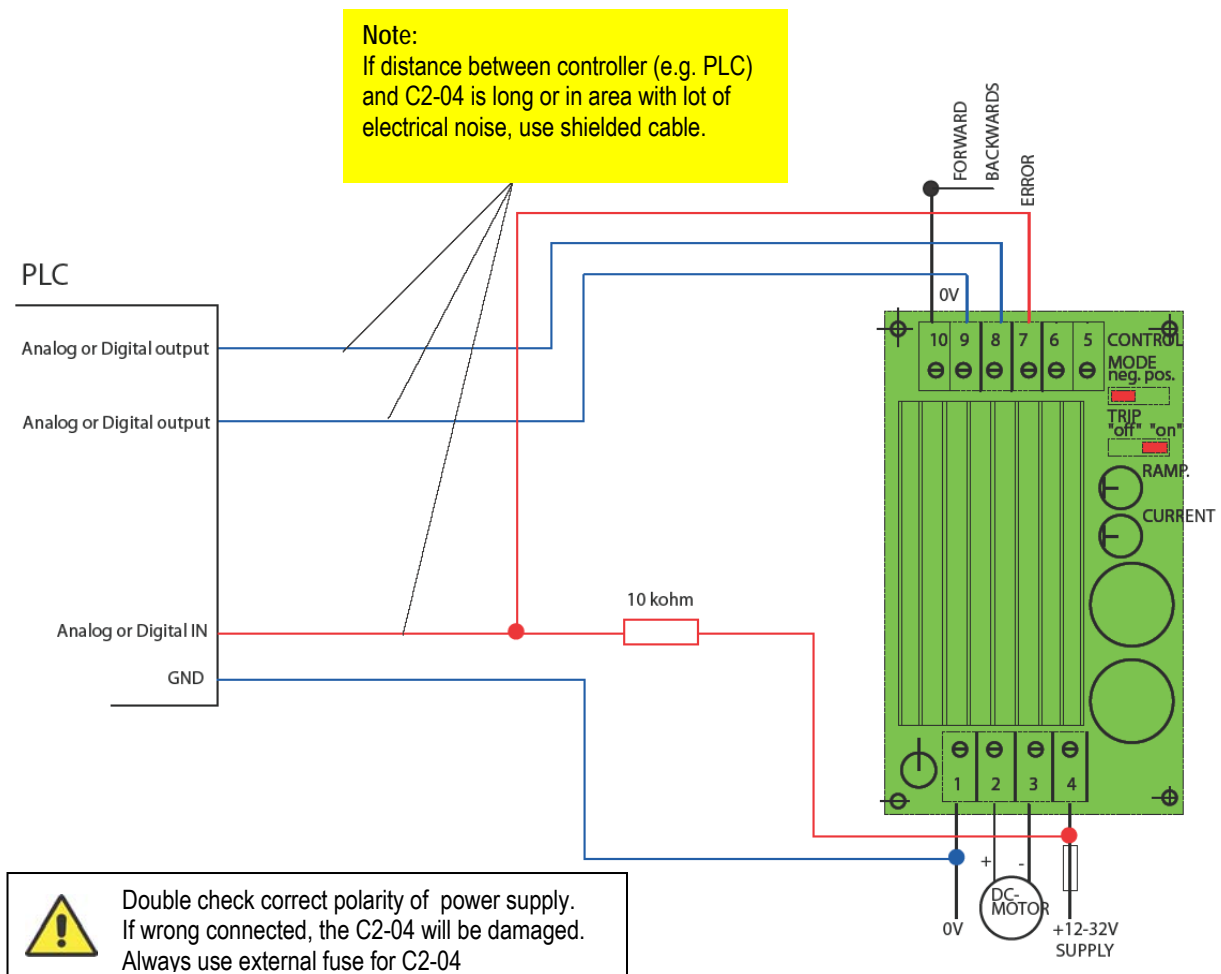 Note:
If distance between controller (e.g. PLC)
and C2-04 is long or in area with lot of
electrical noise, use shielded cable.
FORWARD
BACKWARDS
ERROR
PLC
0V
Analog or Digital output
10 9 8 7 6 5 CONTROL
MODE
neg. pos.
Analog or Digital output
TRIP
"off" "on"
RAMP.
CURRENT
10 kohm
Analog or Digital IN
GND
1 2 3 4
+ -
DC-
MOTOR
0V
+12-32V
SUPPLY
Double check correct polarity of power supply.
If wrong connected, the C2-04 will be damaged.
Always use external fuse for C2-04